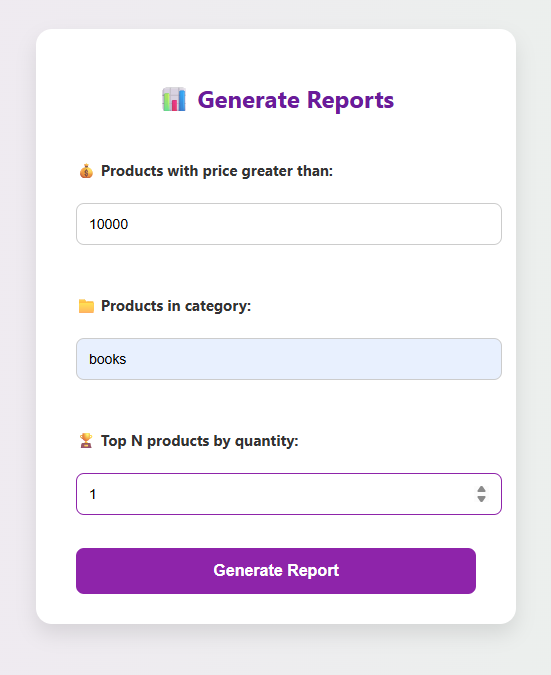 Generate Reports
Products with price greater than:
10000
Products in category:
books
Top N products by quantity:
1
Generate Report